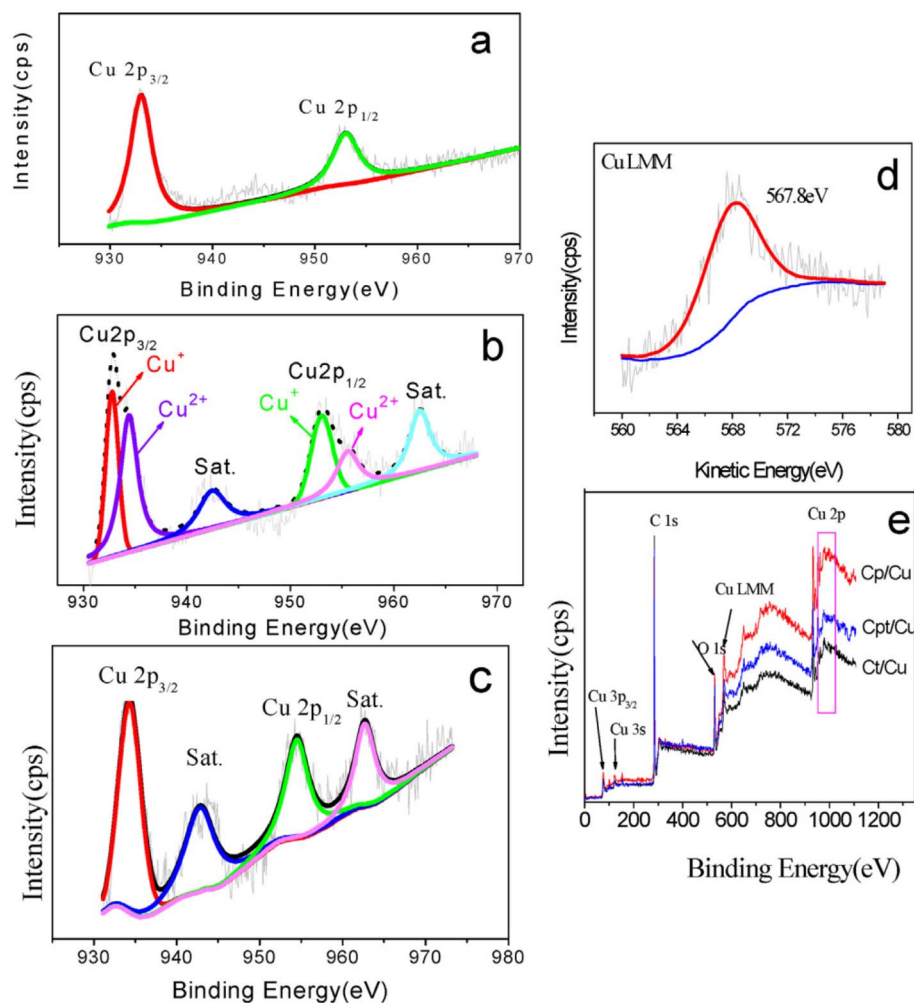 a
Cu 2p3/2
Cu 2p1/2
Intensity(cps)
930 940 950 960 970
Binding Energy(eV)
b
Cu2p3/2
Cu+
Cu2+
Sat.
Cu2p1/2
Cu+
Cu2+
Sat.
Intensity(cps)
930 940 950 960 970
c
Cu 2p3/2
Sat.
Cu 2p1/2
Sat.
Intensity(cps)
930 940 950 960 970 980
Binding Energy(eV)
Cu LMM
d
567.8eV
Intensity(cps)
560 564 568 572 576 580
Kinetic Energy(eV)
e
C 1s
Cu 2p
Cu LMM
O 1s
Cu 3p3/2
Cu 3s
Cp/Cu
Cpt/Cu
Ct/Cu
Intensity(cps)
0 200 400 600 800 1000 1200
Binding Energy(eV)